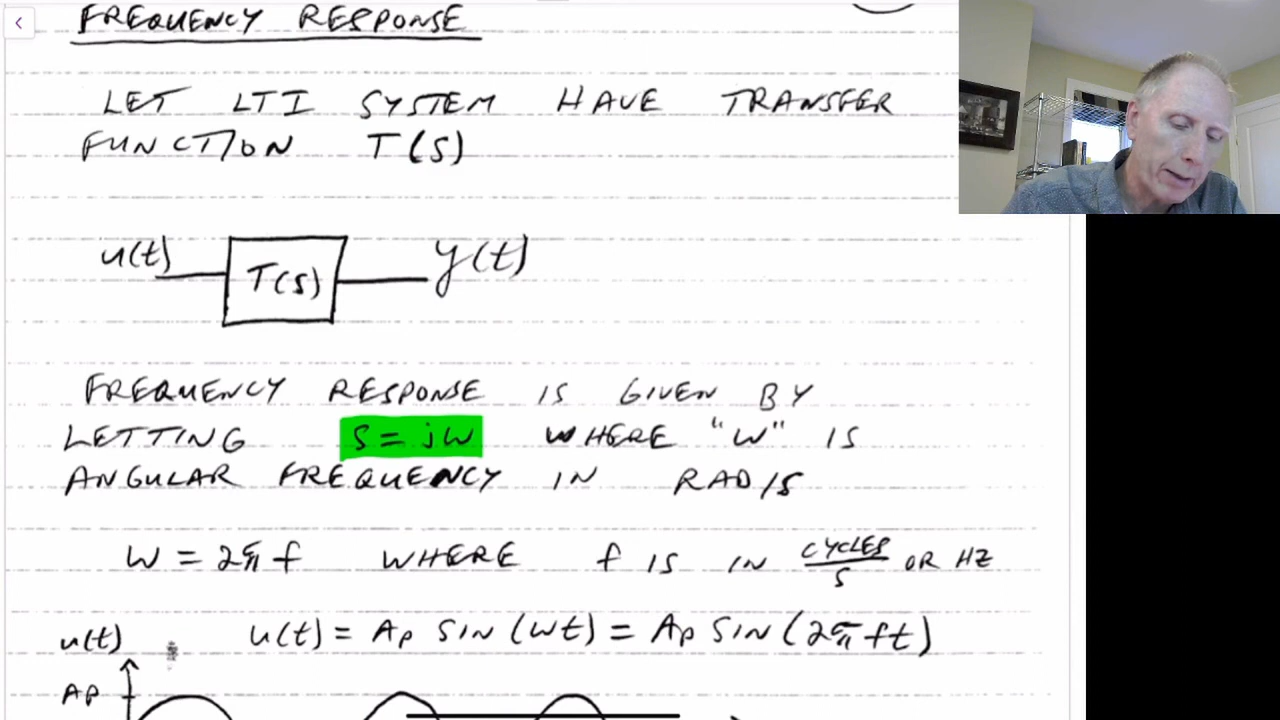 FREQUENCY RESPONSE
LET LTI SYSTEM HAVE TRANSFER
FUNCTION T(S)
u(t) T(s) y(t)
FREQUENCY RESPONSE IS GIVEN BY
LETTING S = jW WHERE "W" IS
ANGULAR FREQUENCY IN RAD/S
W = 2π f WHERE f IS IN CYCLES/S OR HZ
u(t) u(t) = Ap SIN (Wt) = Ap SIN (2π ft)
AP